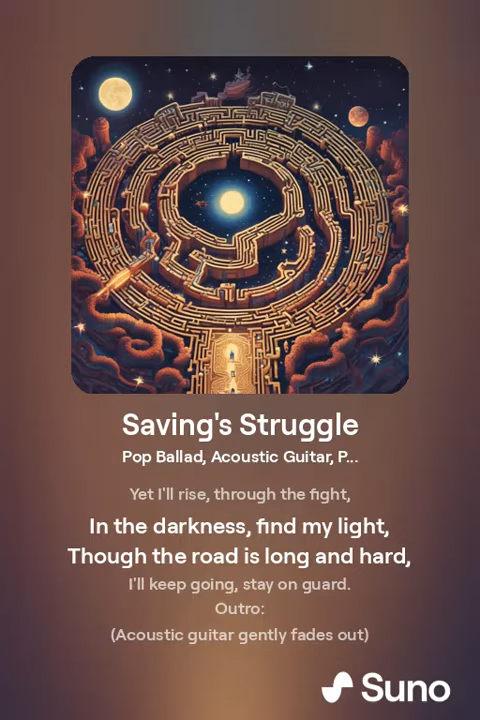 Saving's Struggle
Pop Ballad, Acoustic Guitar, P...
Yet I'll rise, through the fight,
In the darkness, find my light,
Though the road is long and hard,
I'll keep going, stay on guard.
Outro:
(Acoustic guitar gently fades out)
Suno